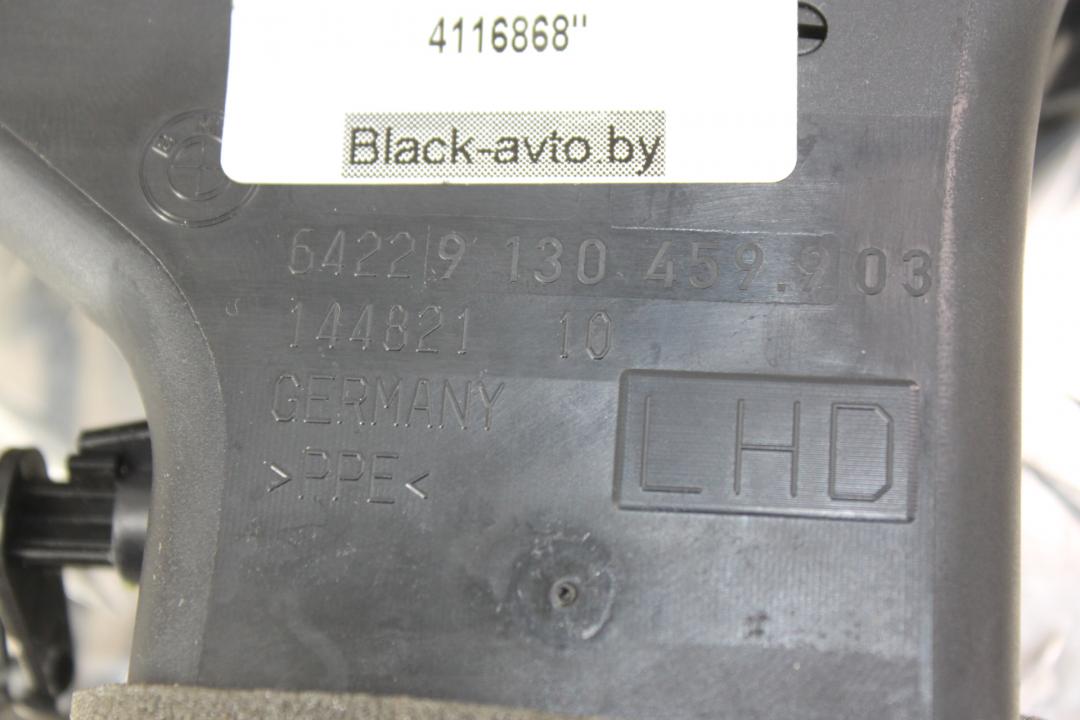 4116868"
Black-avto.by
6422 9 130 459.9 03
144821 10
GERMANY
>PPE<
LHD